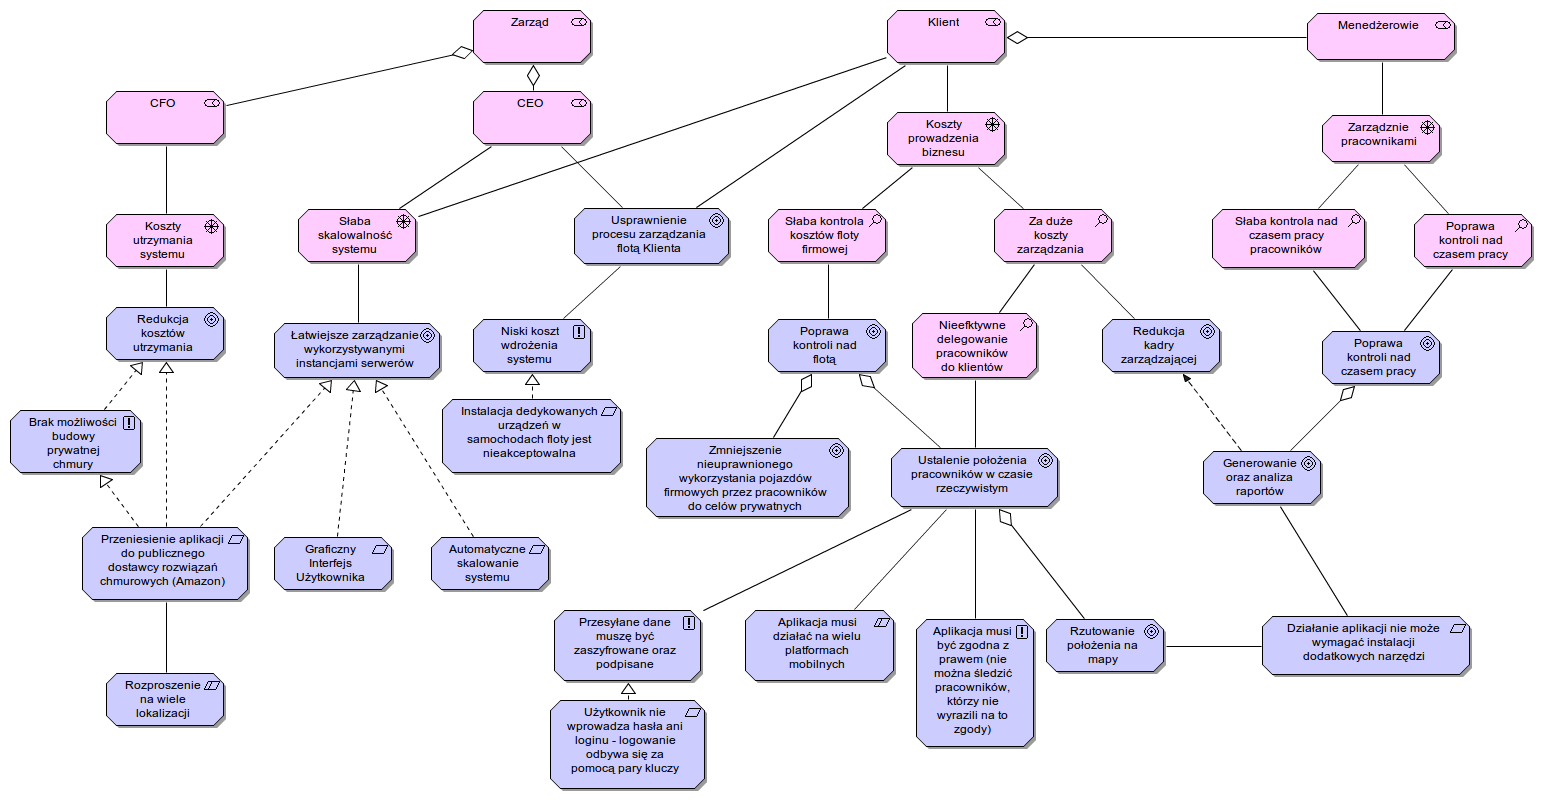 Zarząd
Klient
Menedżerowie
CFO
CEO
Koszty
prowadzenia
biznesu
Zarządznie
pracownikami
Koszty
utrzymania
systemu
Słaba
skalowalność
systemu
Usprawnienie
procesu zarządzania
flotą Klienta
Słaba kontrola
kosztów floty
firmowej
Za duże
koszty
zarządzania
Słaba kontrola nad
czasem pracy
pracowników
Poprawa
kontroli nad
czasem pracy
Redukcja
kosztów
utrzymania
Łatwiejsze zarządzanie
wykorzystywanymi
instancjami serwerów
Niski koszt
wdrożenia
systemu
Poprawa
kontroli nad
flotą
Nieefktywne
delegowanie
pracowników
do klientów
Redukcja
kadry
zarządzającej
Poprawa
kontroli nad
czasem pracy
Brak możliwości
budowy
prywatnej
chmury
Instalacja dedykowanych
urządzeń w
samochodach floty jest
nieakceptowalna
Zmniejszenie
nieuprawnionego
wykorzystania pojazdów
firmowych przez pracowników
do celów prywatnych
Ustalenie położenia
pracowników w czasie
rzeczywistym
Generowanie
oraz analiza
raportów
Przeniesienie aplikacji
do publicznego
dostawcy rozwiązań
chmurowych (Amazon)
Graficzny
Interfejs
Użytkownika
Automatyczne
skalowanie
systemu
Przesyłane dane
muszę być
zaszyfrowane oraz
podpisane
Aplikacja musi
działać na wielu
platformach
mobilnych
Aplikacja musi
być zgodna z
prawem (nie
można śledzić
pracowników,
którzy nie
wyrazili na to
zgody)
Rzutowanie
położenia na
mapy
Działanie aplikacji nie może
wymagać instalacji
dodatkowych narzędzi
Rozproszenie
na wiele
lokalizacji
Użytkownik nie
wprowadza hasła ani
loginu - logowanie
odbywa się za
pomocą pary kluczy